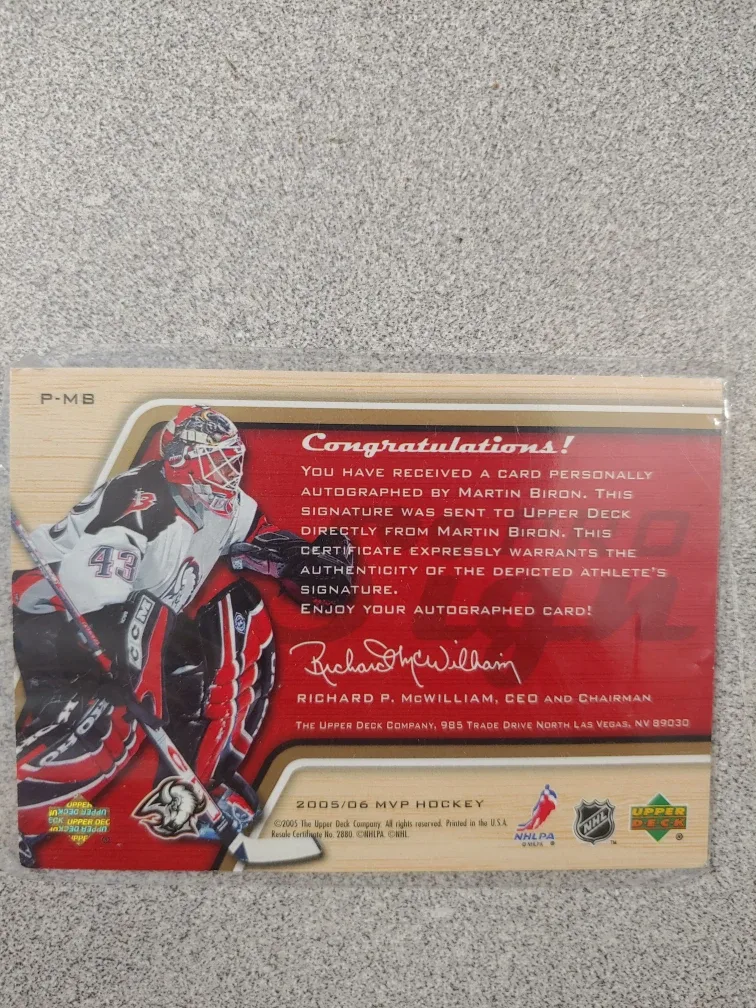 P-MB
Congratulations!
YOU HAVE RECEIVED A CARD PERSONALLY
AUTOGRAPHED BY MARTIN BIRON. THIS
SIGNATURE WAS SENT TO UPPER DECK
DIRECTLY FROM MARTIN BIRON. THIS
CERTIFICATE EXPRESSLY WARRANTS THE
AUTHENTICITY OF THE DEPICTED ATHLETE'S
SIGNATURE.
ENJOY YOUR AUTOGRAPHED CARD!
Richard McWilliam
RICHARD P. McWILLIAM, CEO AND CHAIRMAN
THE UPPER DECK COMPANY, 985 TRADE DRIVE NORTH LAS VEGAS, NV 89030
43
CCM
2005/06 MVP HOCKEY
©2005 The Upper Deck Company. All rights reserved. Printed in the U.S.A.
Resale Certificate No. 2880. ©NHLPA. ©NHL.
NHLPA
NHL
UPPER
DECK